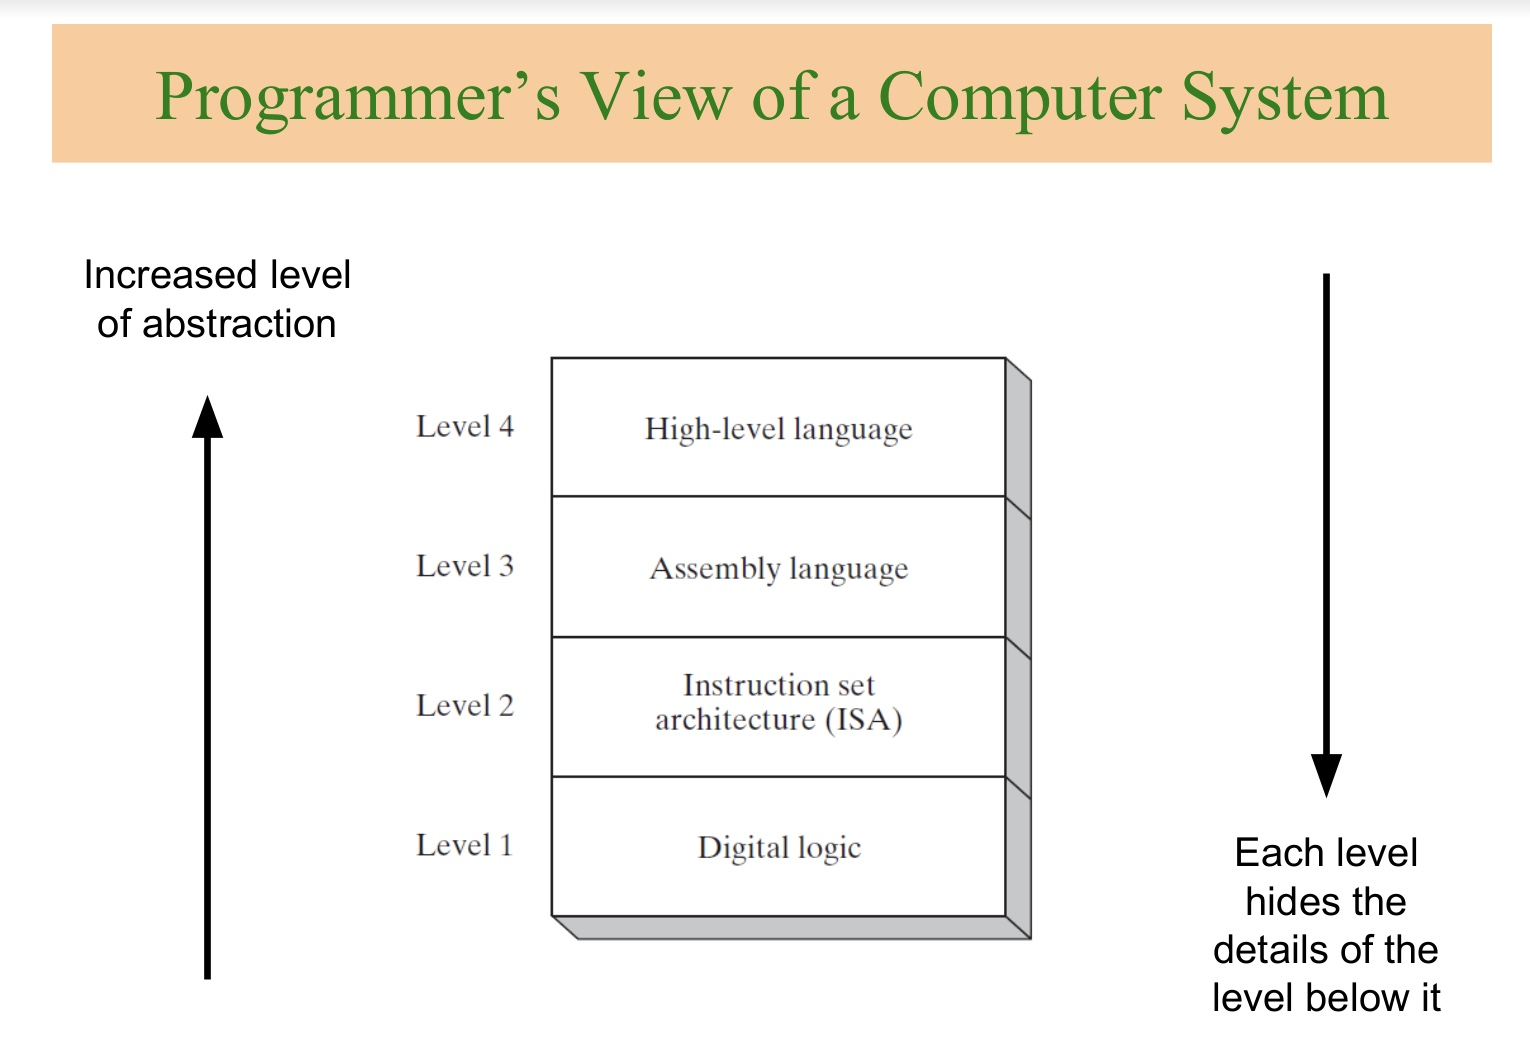 Programmer’s View of a Computer System
Increased level
of abstraction
Level 4
High-level language
Level 3
Assembly language
Level 2
Instruction set
architecture (ISA)
Level 1
Digital logic
Each level
hides the
details of the
level below it